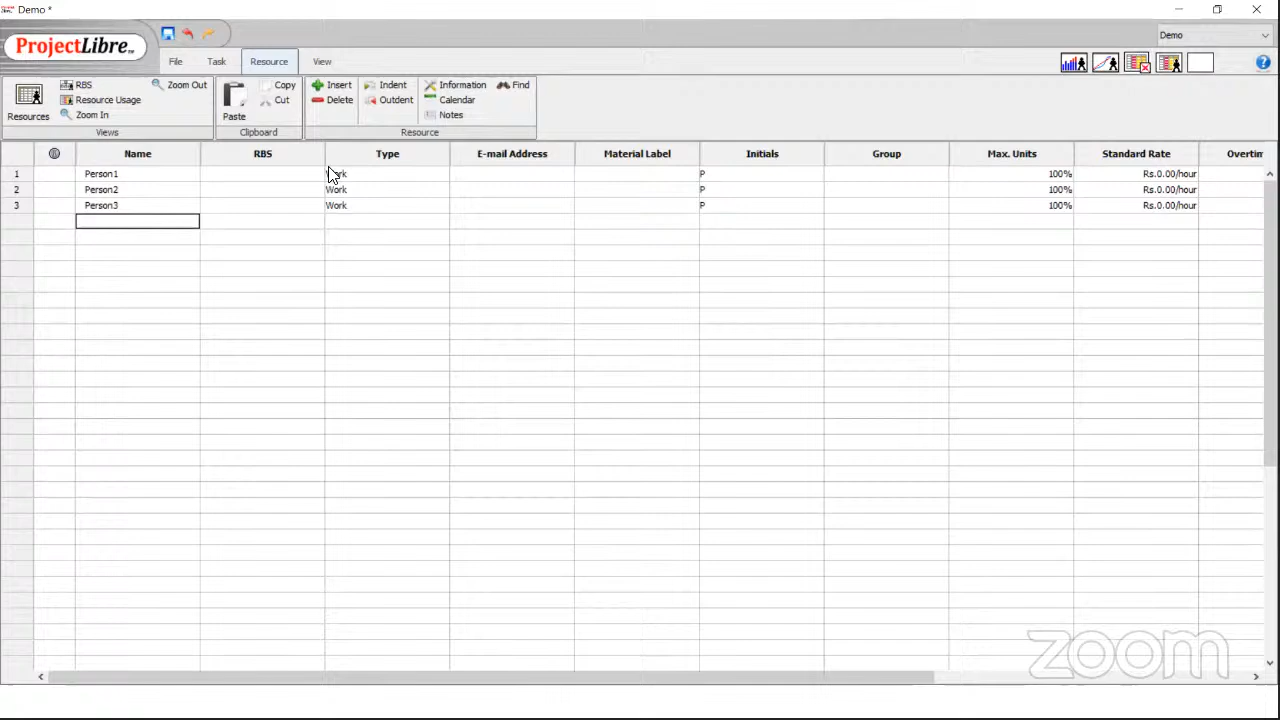 Demo *
ProjectLibre
Demo
File Task Resource View
RBS Zoom Out Copy Insert Indent Information Find
Resource Usage Cut Delete Outdent Calendar
Resources Zoom In Paste Notes
Views Clipboard Resource
Name RBS Type E-mail Address Material Label Initials Group Max. Units Standard Rate Overtim
1 Person1 Work P 100% Rs.0.00/hour
2 Person2 Work P 100% Rs.0.00/hour
3 Person3 Work P 100% Rs.0.00/hour
zoom